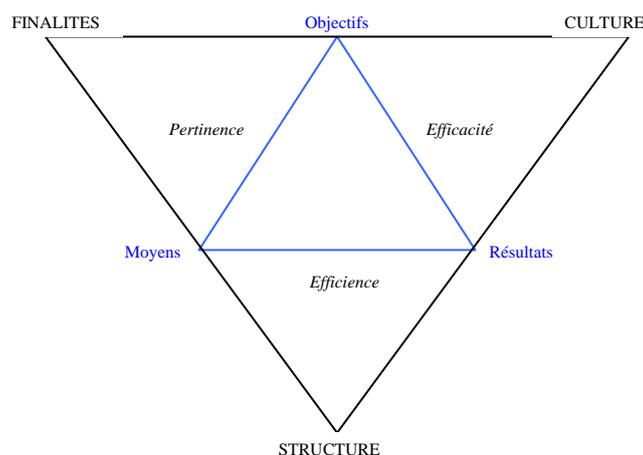 FINALITES
Objectifs
CULTURE
Pertinence
Efficacité
Moyens
Résultats
Efficience
STRUCTURE